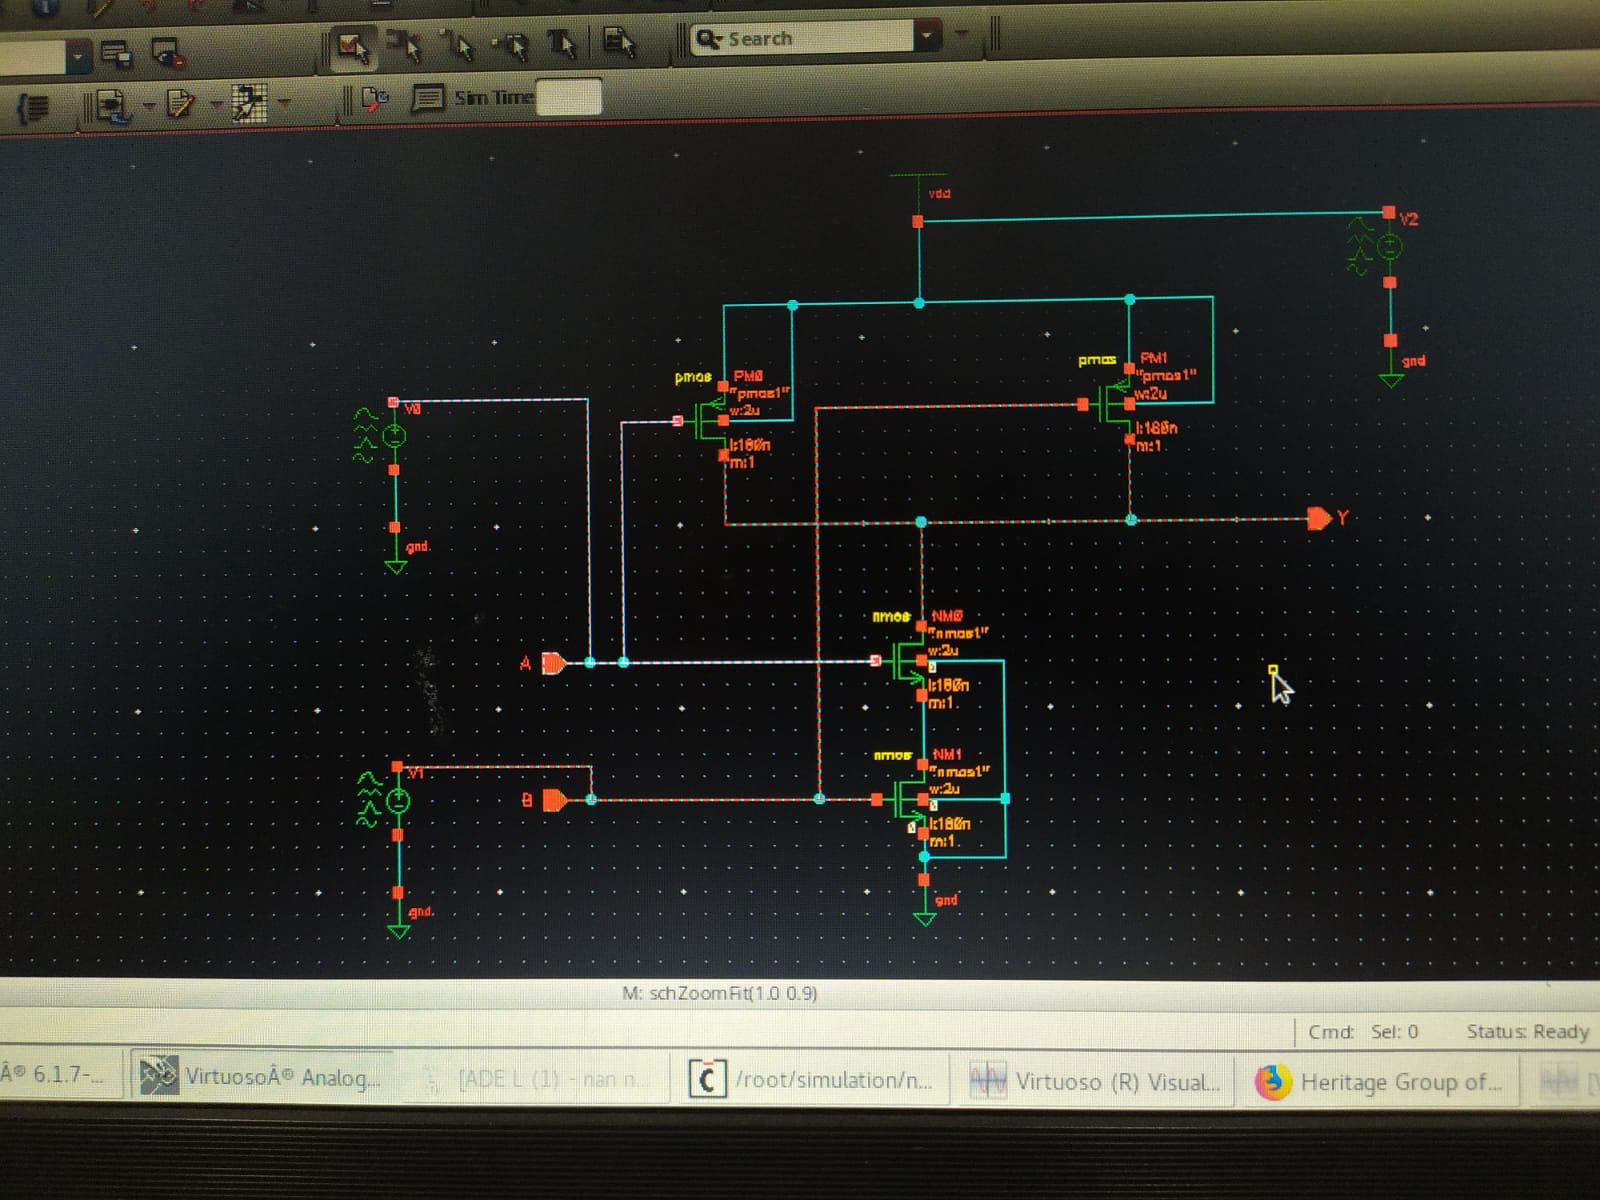 Search
Sim Time
vdd
V2
gnd
pmos
PM0
"pmos1"
w:2u
l:180n
m:1
pmos
PM1
"pmos1"
w:2u
l:180n
m:1
V0
gnd
Y
nmos
NM0
"nmos1"
w:2u
l:180n
m:1
A
nmos
NM1
"nmos1"
w:2u
l:180n
m:1
V1
B
gnd
gnd
M: schZoomFit(1.0 0.9)
Cmd: Sel: 0 Status: Ready
Â® 6.1.7-...
VirtuosoÂ® Analog...
[ADE L (1) - nan n...
/root/simulation/n...
Virtuoso (R) Visual...
Heritage Group of...